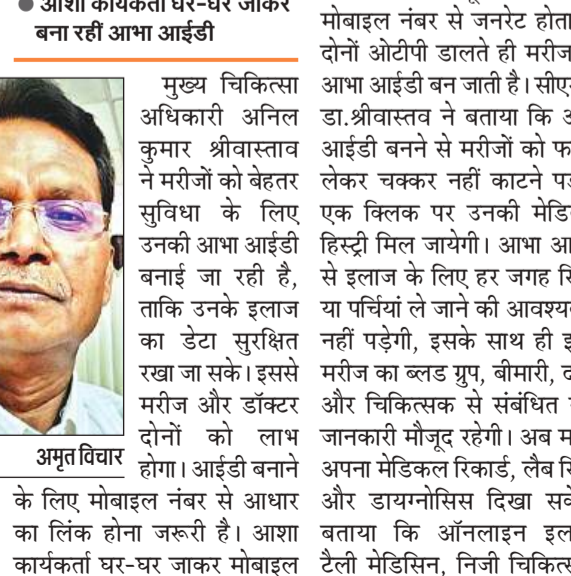 आशा कार्यकर्ता घर-घर जाकर
बना रहीं आभा आईडी
मुख्य चिकित्सा
अधिकारी अनिल
कुमार श्रीवास्तव
ने मरीजों को बेहतर
सुविधा के लिए
उनकी आभा आईडी
बनाई जा रही है,
ताकि उनके इलाज
का डेटा सुरक्षित
रखा जा सके। इससे
मरीज और डॉक्टर
दोनों को लाभ
होगा। आईडी बनाने
के लिए मोबाइल नंबर से आधार
का लिंक होना जरूरी है। आशा
कार्यकर्ता घर-घर जाकर मोबाइल
अमृत विचार
मोबाइल नंबर से जनरेट होता
दोनों ओटीपी डालते ही मरीज
आभा आईडी बन जाती है।
डा.श्रीवास्तव ने बताया कि
आईडी बनने से मरीजों को
लेकर चक्कर नहीं काटने
एक क्लिक पर उनकी
हिस्ट्री मिल जायेगी। आभा
से इलाज के लिए हर जगह
या पर्चियां ले जाने की
नहीं पड़ेगी, इसके साथ ही
मरीज का ब्लड ग्रुप, बीमारी,
और चिकित्सक से संबंधित
जानकारी मौजूद रहेगी। अब
अपना मेडिकल रिकार्ड, लैब
और डायग्नोसिस दिखा
बताया कि ऑनलाइन
टैली मेडिसिन, निजी